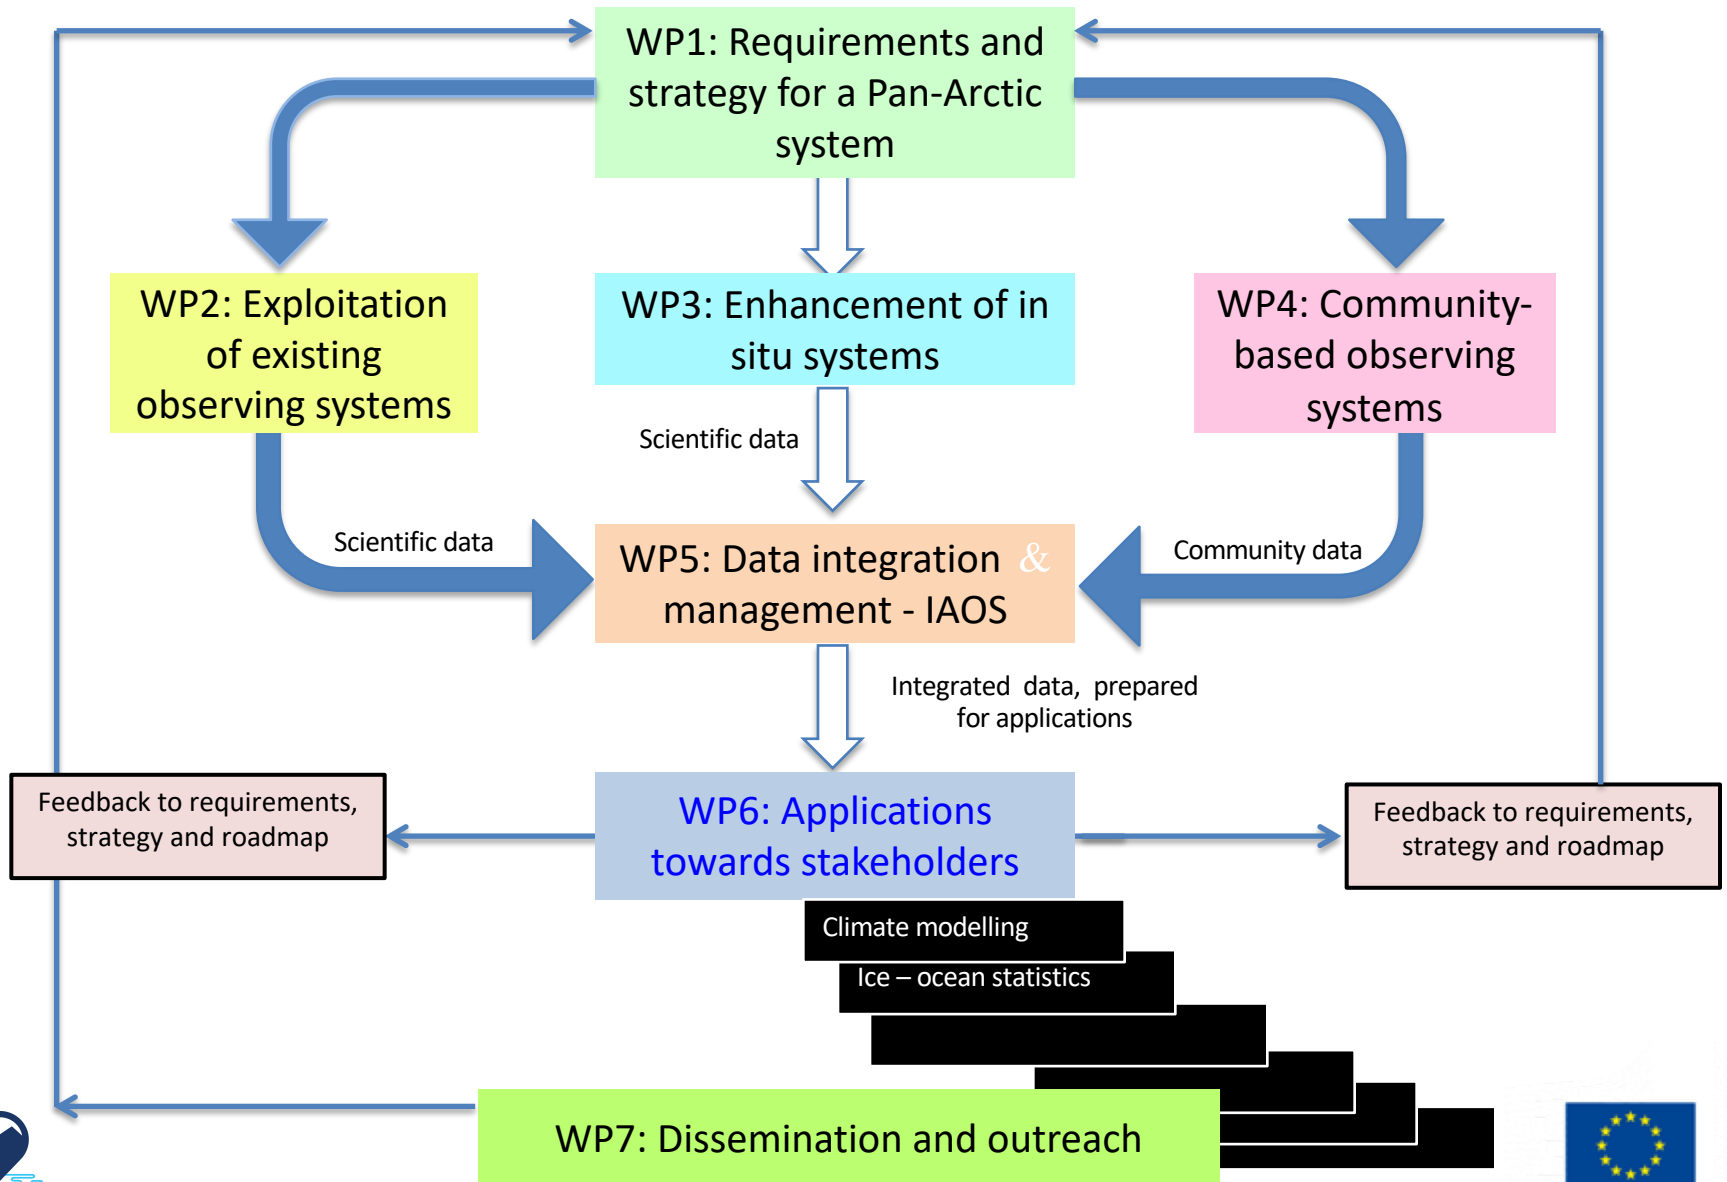 WP1: Requirements and
strategy for a Pan-Arctic
system
WP2: Exploitation
of existing
observing systems
WP3: Enhancement of in
situ systems
WP4: Community-
based observing
systems
Scientific data
Scientific data
Community data
WP5: Data integration &
management - IAOS
Integrated data, prepared
for applications
Feedback to requirements,
strategy and roadmap
WP6: Applications
towards stakeholders
Feedback to requirements,
strategy and roadmap
Climate modelling
Ice – ocean statistics
WP7: Dissemination and outreach